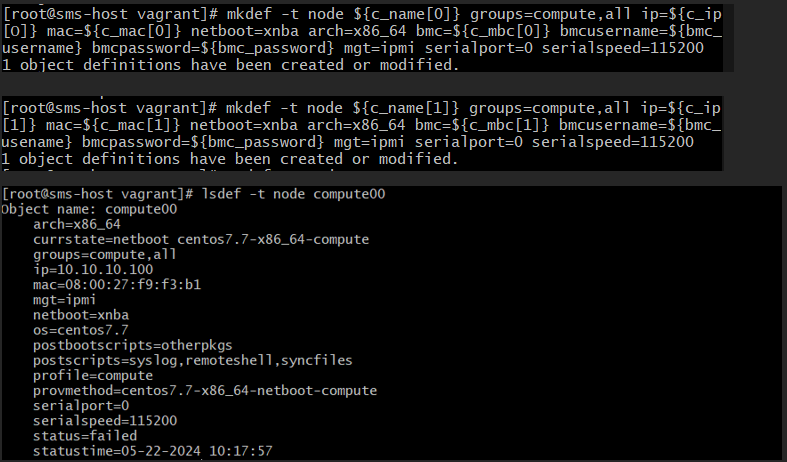 [root@sms-host vagrant]# mkdef -t node ${c_name[0]} groups=compute,all ip=${c_ip
[0]} mac=${c_mac[0]} netboot=xnba arch=x86_64 bmc=${c_mbc[0]} bmcusername=${bmc_
username} bmcpassword=${bmc_password} mgt=ipmi serialport=0 serialspeed=115200
1 object definitions have been created or modified.
[root@sms-host vagrant]# mkdef -t node ${c_name[1]} groups=compute,all ip=${c_ip
[1]} mac=${c_mac[1]} netboot=xnba arch=x86_64 bmc=${c_mbc[1]} bmcusername=${bmc_
usename} bmcpassword=${bmc_password} mgt=ipmi serialport=0 serialspeed=115200
1 object definitions have been created or modified.
[root@sms-host vagrant]# lsdef -t node compute00
Object name: compute00
    arch=x86_64
    currstate=netboot centos7.7-x86_64-compute
    groups=compute,all
    ip=10.10.10.100
    mac=08:00:27:f9:f3:b1
    mgt=ipmi
    netboot=xnba
    os=centos7.7
    postbootscripts=otherpkgs
    postscripts=syslog,remoteshell,syncfiles
    profile=compute
    provmethod=centos7.7-x86_64-netboot-compute
    serialport=0
    serialspeed=115200
    status=failed
    statustime=05-22-2024 10:17:57